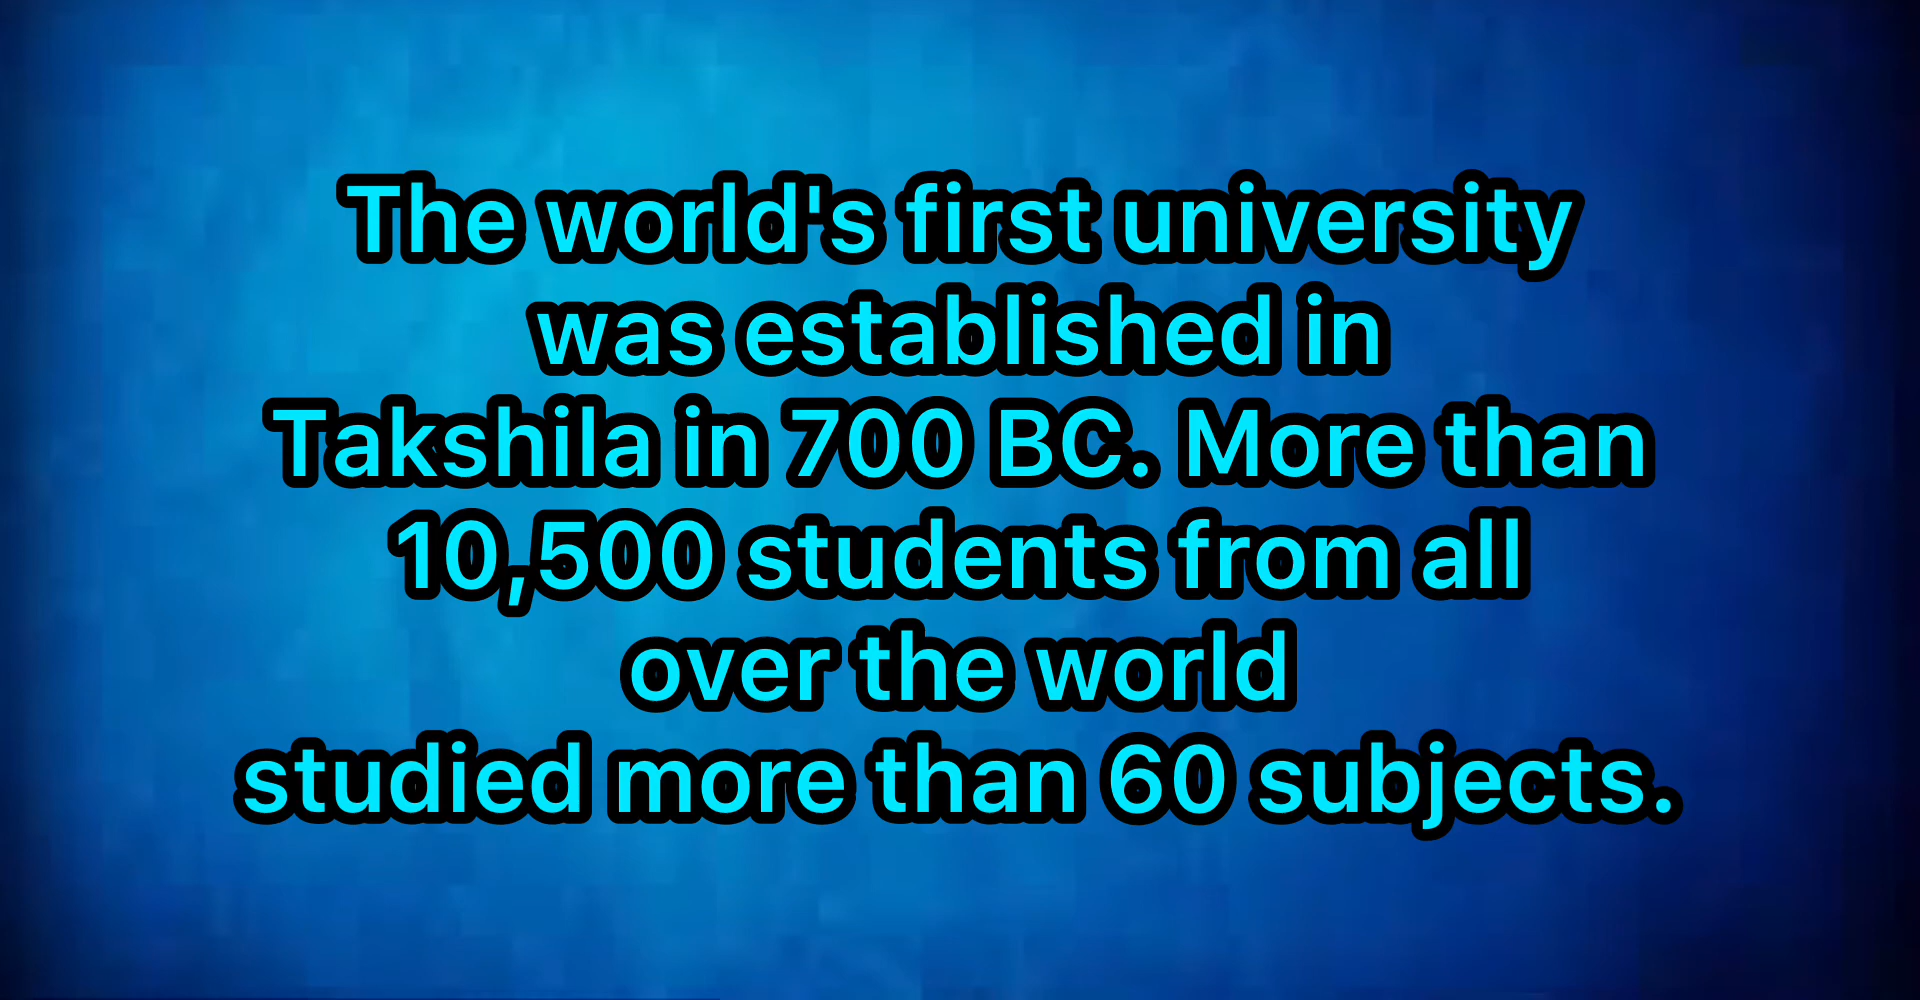 The world's first university
was established in
Takshila in 700 BC. More than
10,500 students from all
over the world
studied more than 60 subjects.